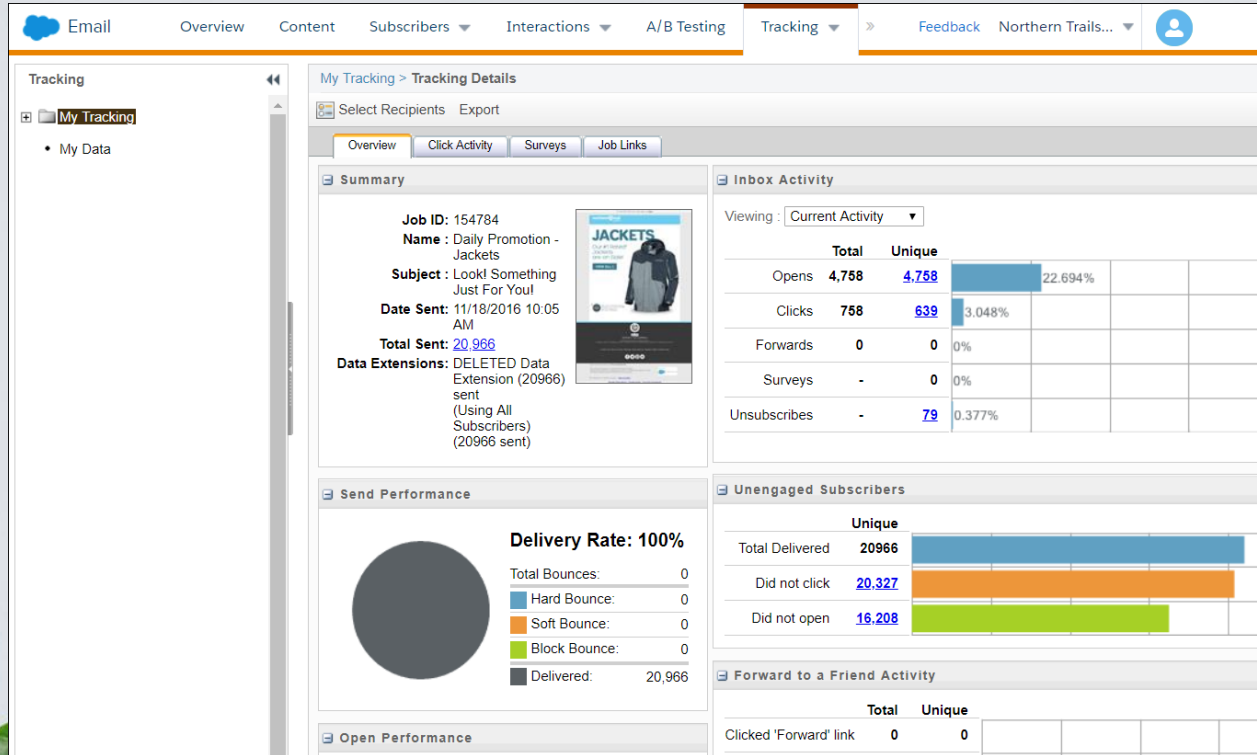 Email
Overview
Content
Subscribers
Interactions
A/B Testing
Tracking
»
Feedback
Northern Trails...
Tracking
My Tracking
• My Data
My Tracking > Tracking Details
Select Recipients Export
Overview
Click Activity
Surveys
Job Links
Summary
Job ID: 154784
Name : Daily Promotion -
Jackets
Subject : Look! Something
Just For You!
Date Sent: 11/18/2016 10:05
AM
Total Sent: 20,966
Data Extensions: DELETED Data
Extension (20966)
sent
(Using All
Subscribers)
(20966 sent)
JACKETS
Send Performance
Delivery Rate: 100%
Total Bounces: 0
Hard Bounce: 0
Soft Bounce: 0
Block Bounce: 0
Delivered: 20,966
Open Performance
Inbox Activity
Viewing : Current Activity
Total Unique
Opens 4,758 4,758 22.694%
Clicks 758 639 3.048%
Forwards 0 0 0%
Surveys - 0 0%
Unsubscribes - 79 0.377%
Unengaged Subscribers
Unique
Total Delivered 20966
Did not click 20,327
Did not open 16,208
Forward to a Friend Activity
Total Unique
Clicked 'Forward' link 0 0